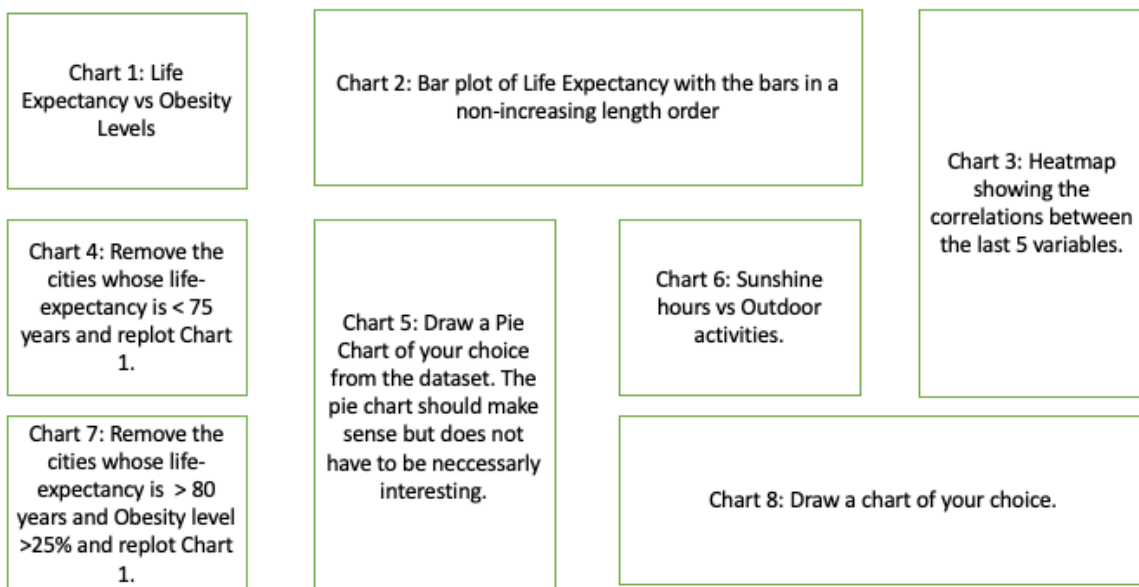 Chart 1: Life
Expectancy vs Obesity
Levels
Chart 2: Bar plot of Life Expectancy with the bars in a
non-increasing length order
Chart 3: Heatmap
showing the
correlations between
the last 5 variables.
Chart 4: Remove the
cities whose life-
expectancy is < 75
years and replot Chart
1.
Chart 5: Draw a Pie
Chart of your choice
from the dataset. The
pie chart should make
sense but does not
have to be neccessarly
interesting.
Chart 6: Sunshine
hours vs Outdoor
activities.
Chart 7: Remove the
cities whose life-
expectancy is > 80
years and Obesity level
>25% and replot Chart
1.
Chart 8: Draw a chart of your choice.